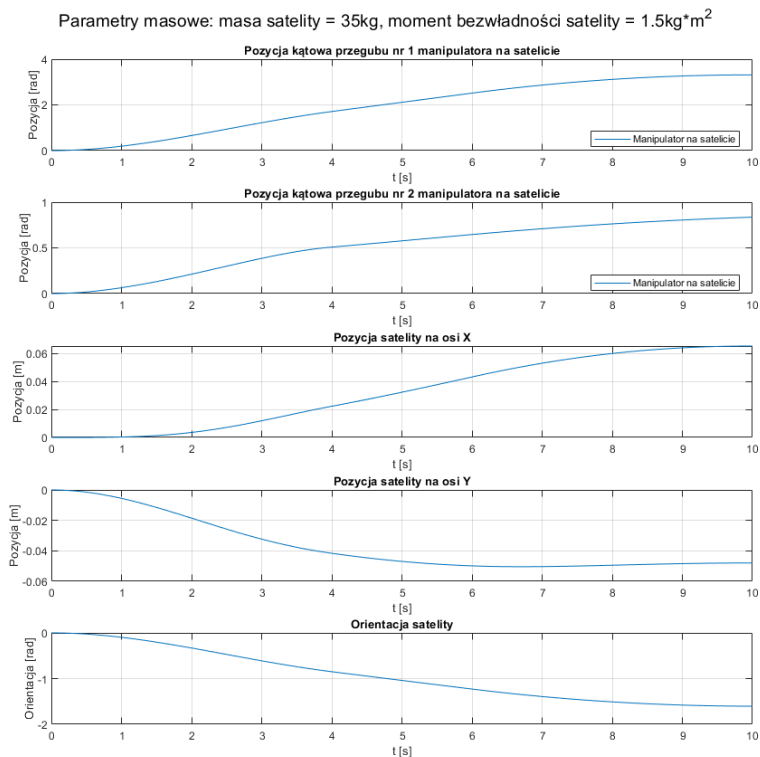 Parametry masowe: masa satelity = 35kg, moment bezwładności satelity = 1.5kg*m²
Pozycja kątowa przegubu nr 1 manipulatora na satelicie
Pozycja [rad]
4
2
0
Manipulator na satelicie
0 1 2 3 4 5 6 7 8 9 10
t [s]
Pozycja kątowa przegubu nr 2 manipulatora na satelicie
Pozycja [rad]
1
0.5
0
Manipulator na satelicie
0 1 2 3 4 5 6 7 8 9 10
t [s]
Pozycja satelity na osi X
Pozycja [m]
0.06
0.04
0.02
0
0 1 2 3 4 5 6 7 8 9 10
t [s]
Pozycja satelity na osi Y
Pozycja [m]
0
-0.02
-0.04
-0.06
0 1 2 3 4 5 6 7 8 9 10
t [s]
Orientacja satelity
Orientacja [rad]
0
-1
-2
0 1 2 3 4 5 6 7 8 9 10
t [s]